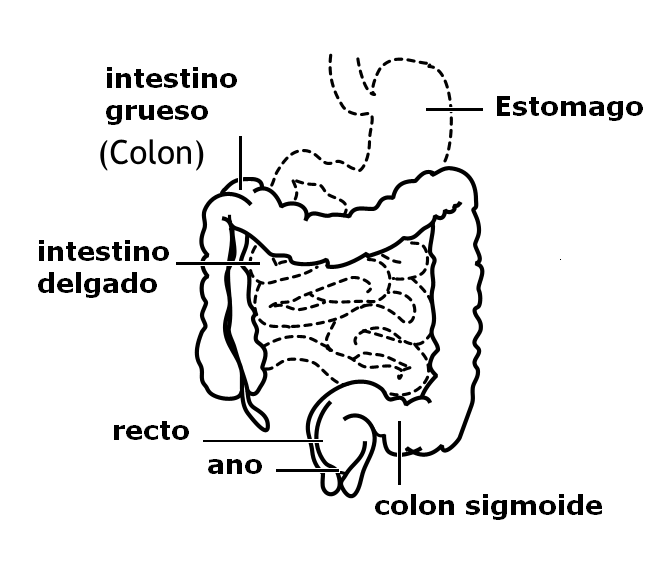 intestino
grueso
(Colon)
Estomago
intestino
delgado
recto
ano
colon sigmoide